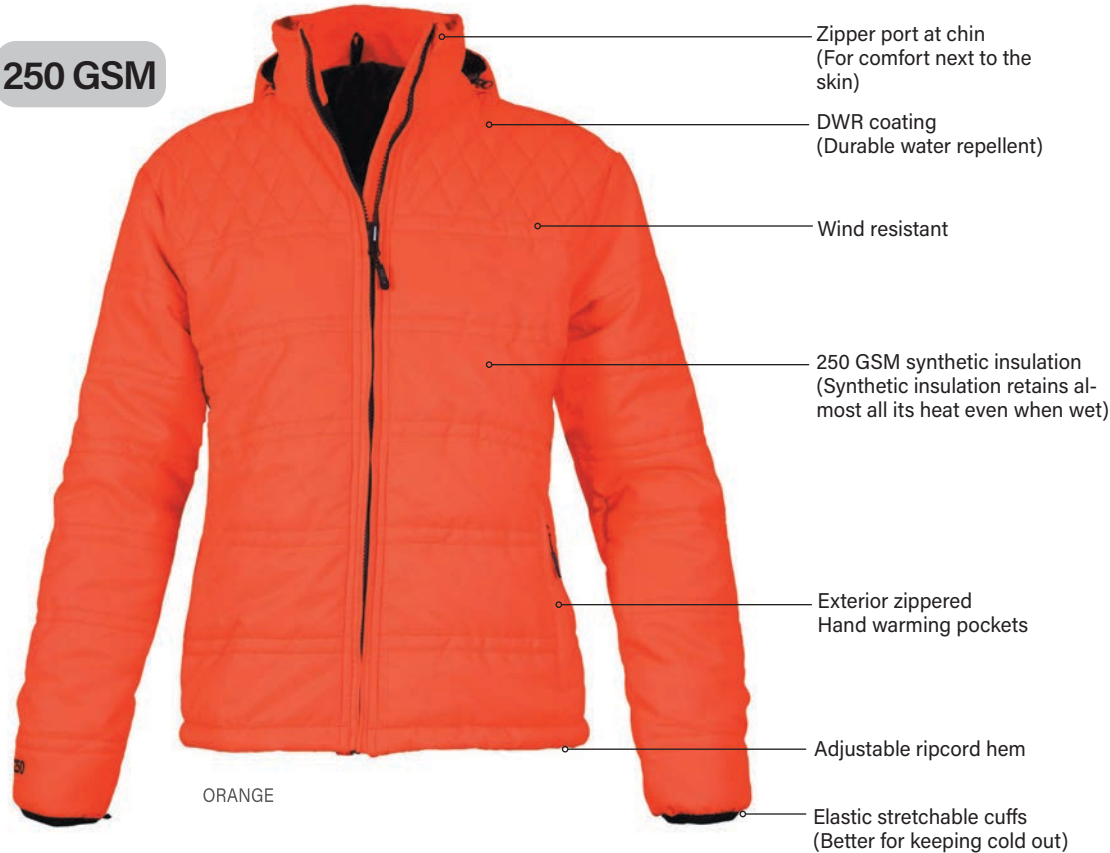 250 GSM
Zipper port at chin
(For comfort next to the
skin)
DWR coating
(Durable water repellent)
Wind resistant
250 GSM synthetic insulation
(Synthetic insulation retains al-
most all its heat even when wet)
Exterior zippered
Hand warming pockets
Adjustable ripcord hem
250
ORANGE
Elastic stretchable cuffs
(Better for keeping cold out)